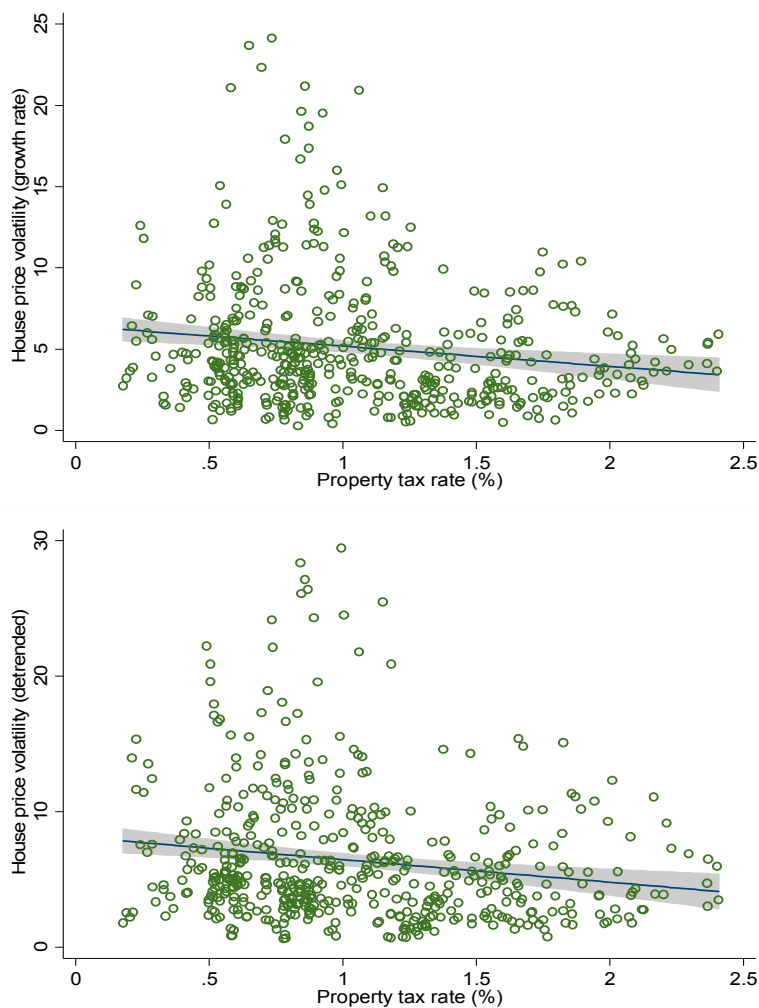 25
20
15
10
5
0
House price volatility (growth rate)
0 .5 1 1.5 2 2.5
Property tax rate (%)
30
20
10
0
House price volatility (detrended)
0 .5 1 1.5 2 2.5
Property tax rate (%)